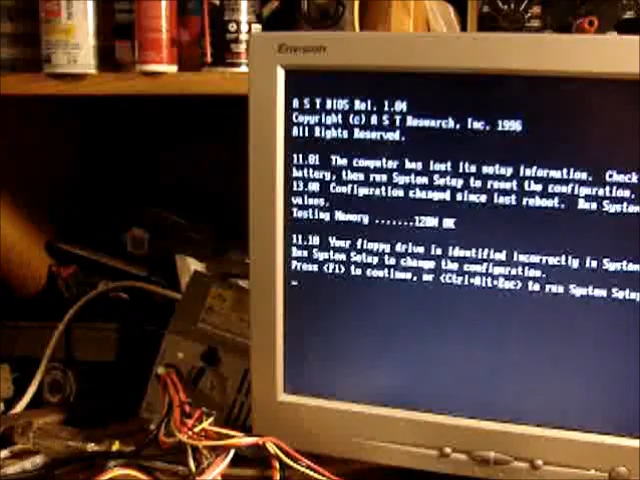 Envision
A S T BIOS Rel. 1.04
Copyright (c) A S T Research, Inc. 1996
All Rights Reserved.
11.01 The computer has lost its setup information. Check
battery, then run System Setup to reset the configuration.
13.00 Configuration changed since last reboot. Run System
values.
Testing Memory .......128M OK
11.10 Your floppy drive is identified incorrectly in System
Run System Setup to change the configuration.
Press <F1> to continue, or <Ctrl+Alt+Esc> to run System Setup